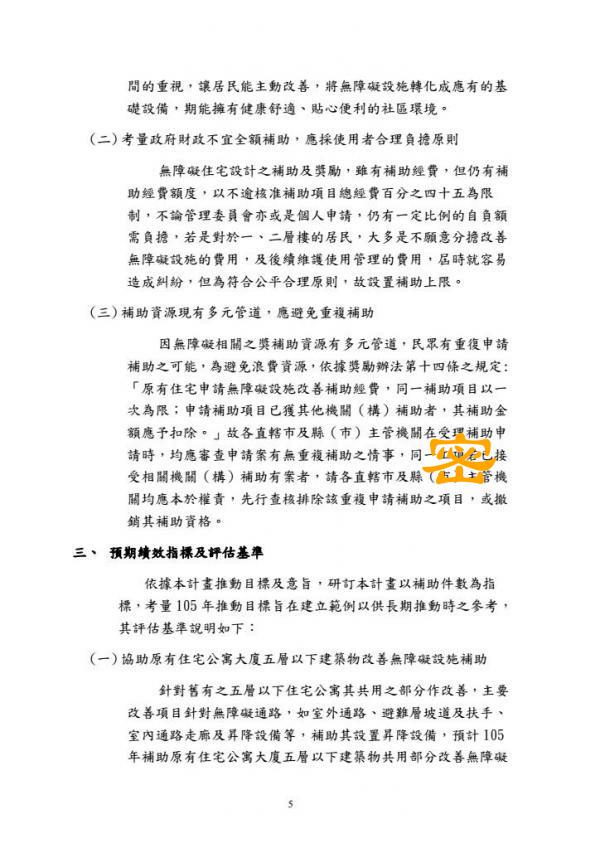 間的重視，讓居民能主動改善，將無障礙設施轉化成應有的基
礎設備，期能擁有健康舒適、貼心便利的社區環境。
(二)考量政府財政不宜全額補助，應採使用者合理負擔原則
無障礙住宅設計之補助及獎勵，雖有補助經費，但仍有補
助經費額度，以不逾核准補助項目總經費百分之四十五為限
制，不論管理委員會亦或是個人申請，仍有一定比例的自負額
需負擔，若是對於一、二層樓的居民，大多是不願意分擔改善
無障礙設施的費用，及後續維護使用管理的費用，屆時就容易
造成糾紛，但為符合公平合理原則，故設置補助上限。
(三)補助資源現有多元管道，應避免重複補助
因無障礙相關之獎補助資源有多元管道，民眾有重復申請
補助之可能，為避免浪費資源，依據獎勵辦法第十四條之規定:
「原有住宅申請無障礙設施改善補助經費，同一補助項目以一
次為限；申請補助項目已獲其他機關（構）補助者，其補助金
額應予扣除。」故各直轄市及縣（市）主管機關在受理補助申
請時，均應審查申請案有無重複補助之情事，同一已接
受相關機關（構）補助有案者，請各直轄市及縣（市）主管機
關均應本於權責，先行查核排除該重複申請補助之項目，或撤
銷其補助資格。
密
三、 預期績效指標及評估基準
依據本計畫推動目標及意旨，研訂本計畫以補助件數為指
標，考量 105 年推動目標旨在建立範例以供長期推動時之參考，
其評估基準說明如下：
(一)協助原有住宅公寓大廈五層以下建築物改善無障礙設施補助
針對舊有之五層以下住宅公寓其共用之部分作改善，主要
改善項目針對無障礙通路，如室外通路、避難層坡道及扶手、
室內通路走廊及昇降設備等，補助其設置昇降設備，預計 105
年補助原有住宅公寓大廈五層以下建築物共用部分改善無障礙
5